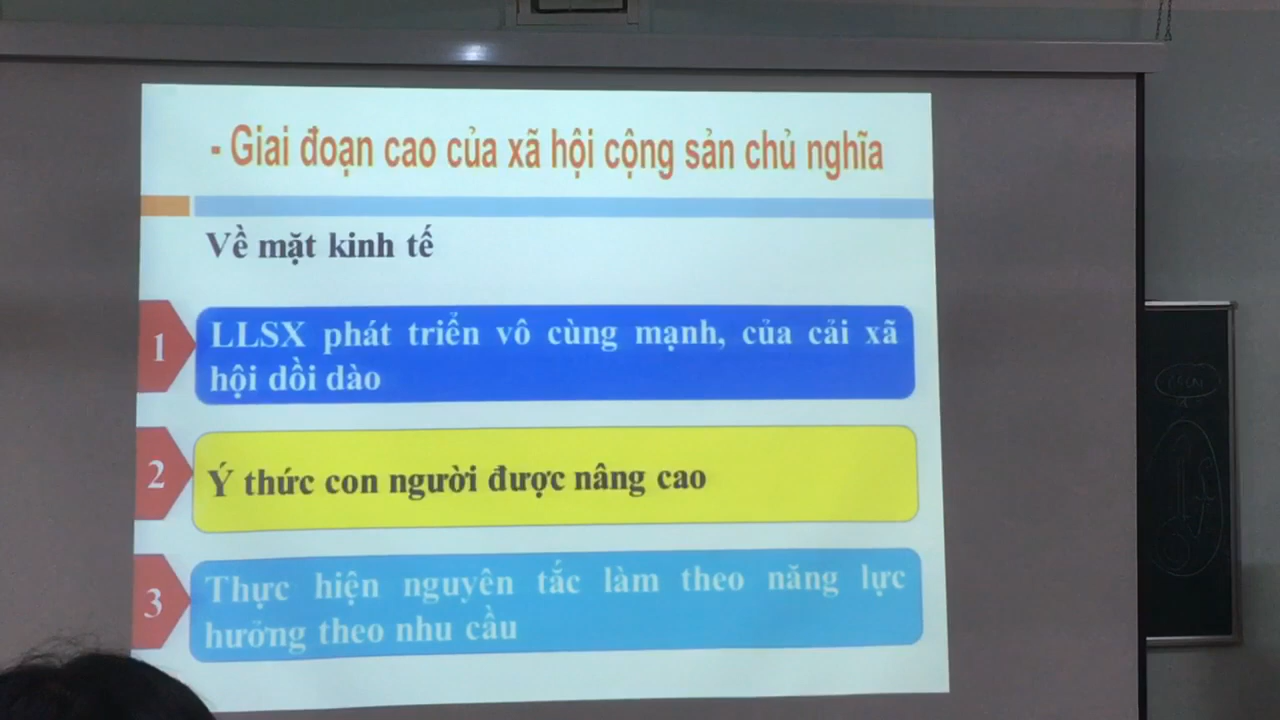 - Giai đoạn cao của xã hội cộng sản chủ nghĩa
Về mặt kinh tế
1
LLSX phát triển vô cùng mạnh, của cải xã
hội dồi dào
2
Ý thức con người được nâng cao
3
Thực hiện nguyên tắc làm theo năng lực
hưởng theo nhu cầu